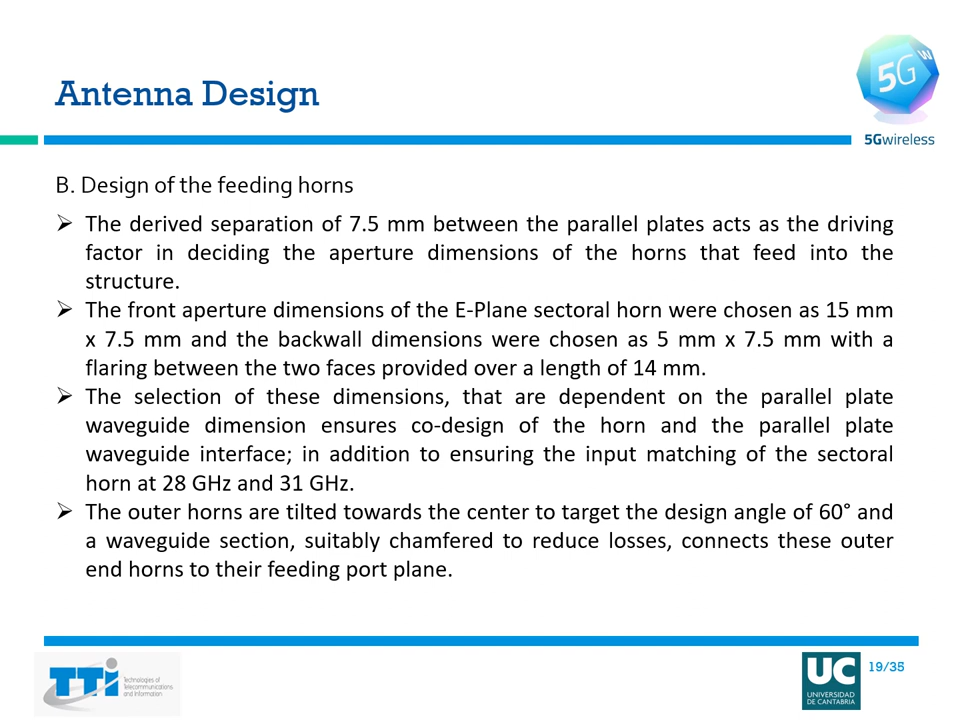 5G
W
Antenna Design
5Gwireless
B. Design of the feeding horns
➢ The derived separation of 7.5 mm between the parallel plates acts as the driving
factor in deciding the aperture dimensions of the horns that feed into the
structure.
➢ The front aperture dimensions of the E-Plane sectoral horn were chosen as 15 mm
x 7.5 mm and the backwall dimensions were chosen as 5 mm x 7.5 mm with a
flaring between the two faces provided over a length of 14 mm.
➢ The selection of these dimensions, that are dependent on the parallel plate
waveguide dimension ensures co-design of the horn and the parallel plate
waveguide interface; in addition to ensuring the input matching of the sectoral
horn at 28 GHz and 31 GHz.
➢ The outer horns are tilted towards the center to target the design angle of 60° and
a waveguide section, suitably chamfered to reduce losses, connects these outer
end horns to their feeding port plane.
TTi
Technologies of
Telecommunications
and Information
UC
UNIVERSIDAD
DE CANTABRIA
19/35